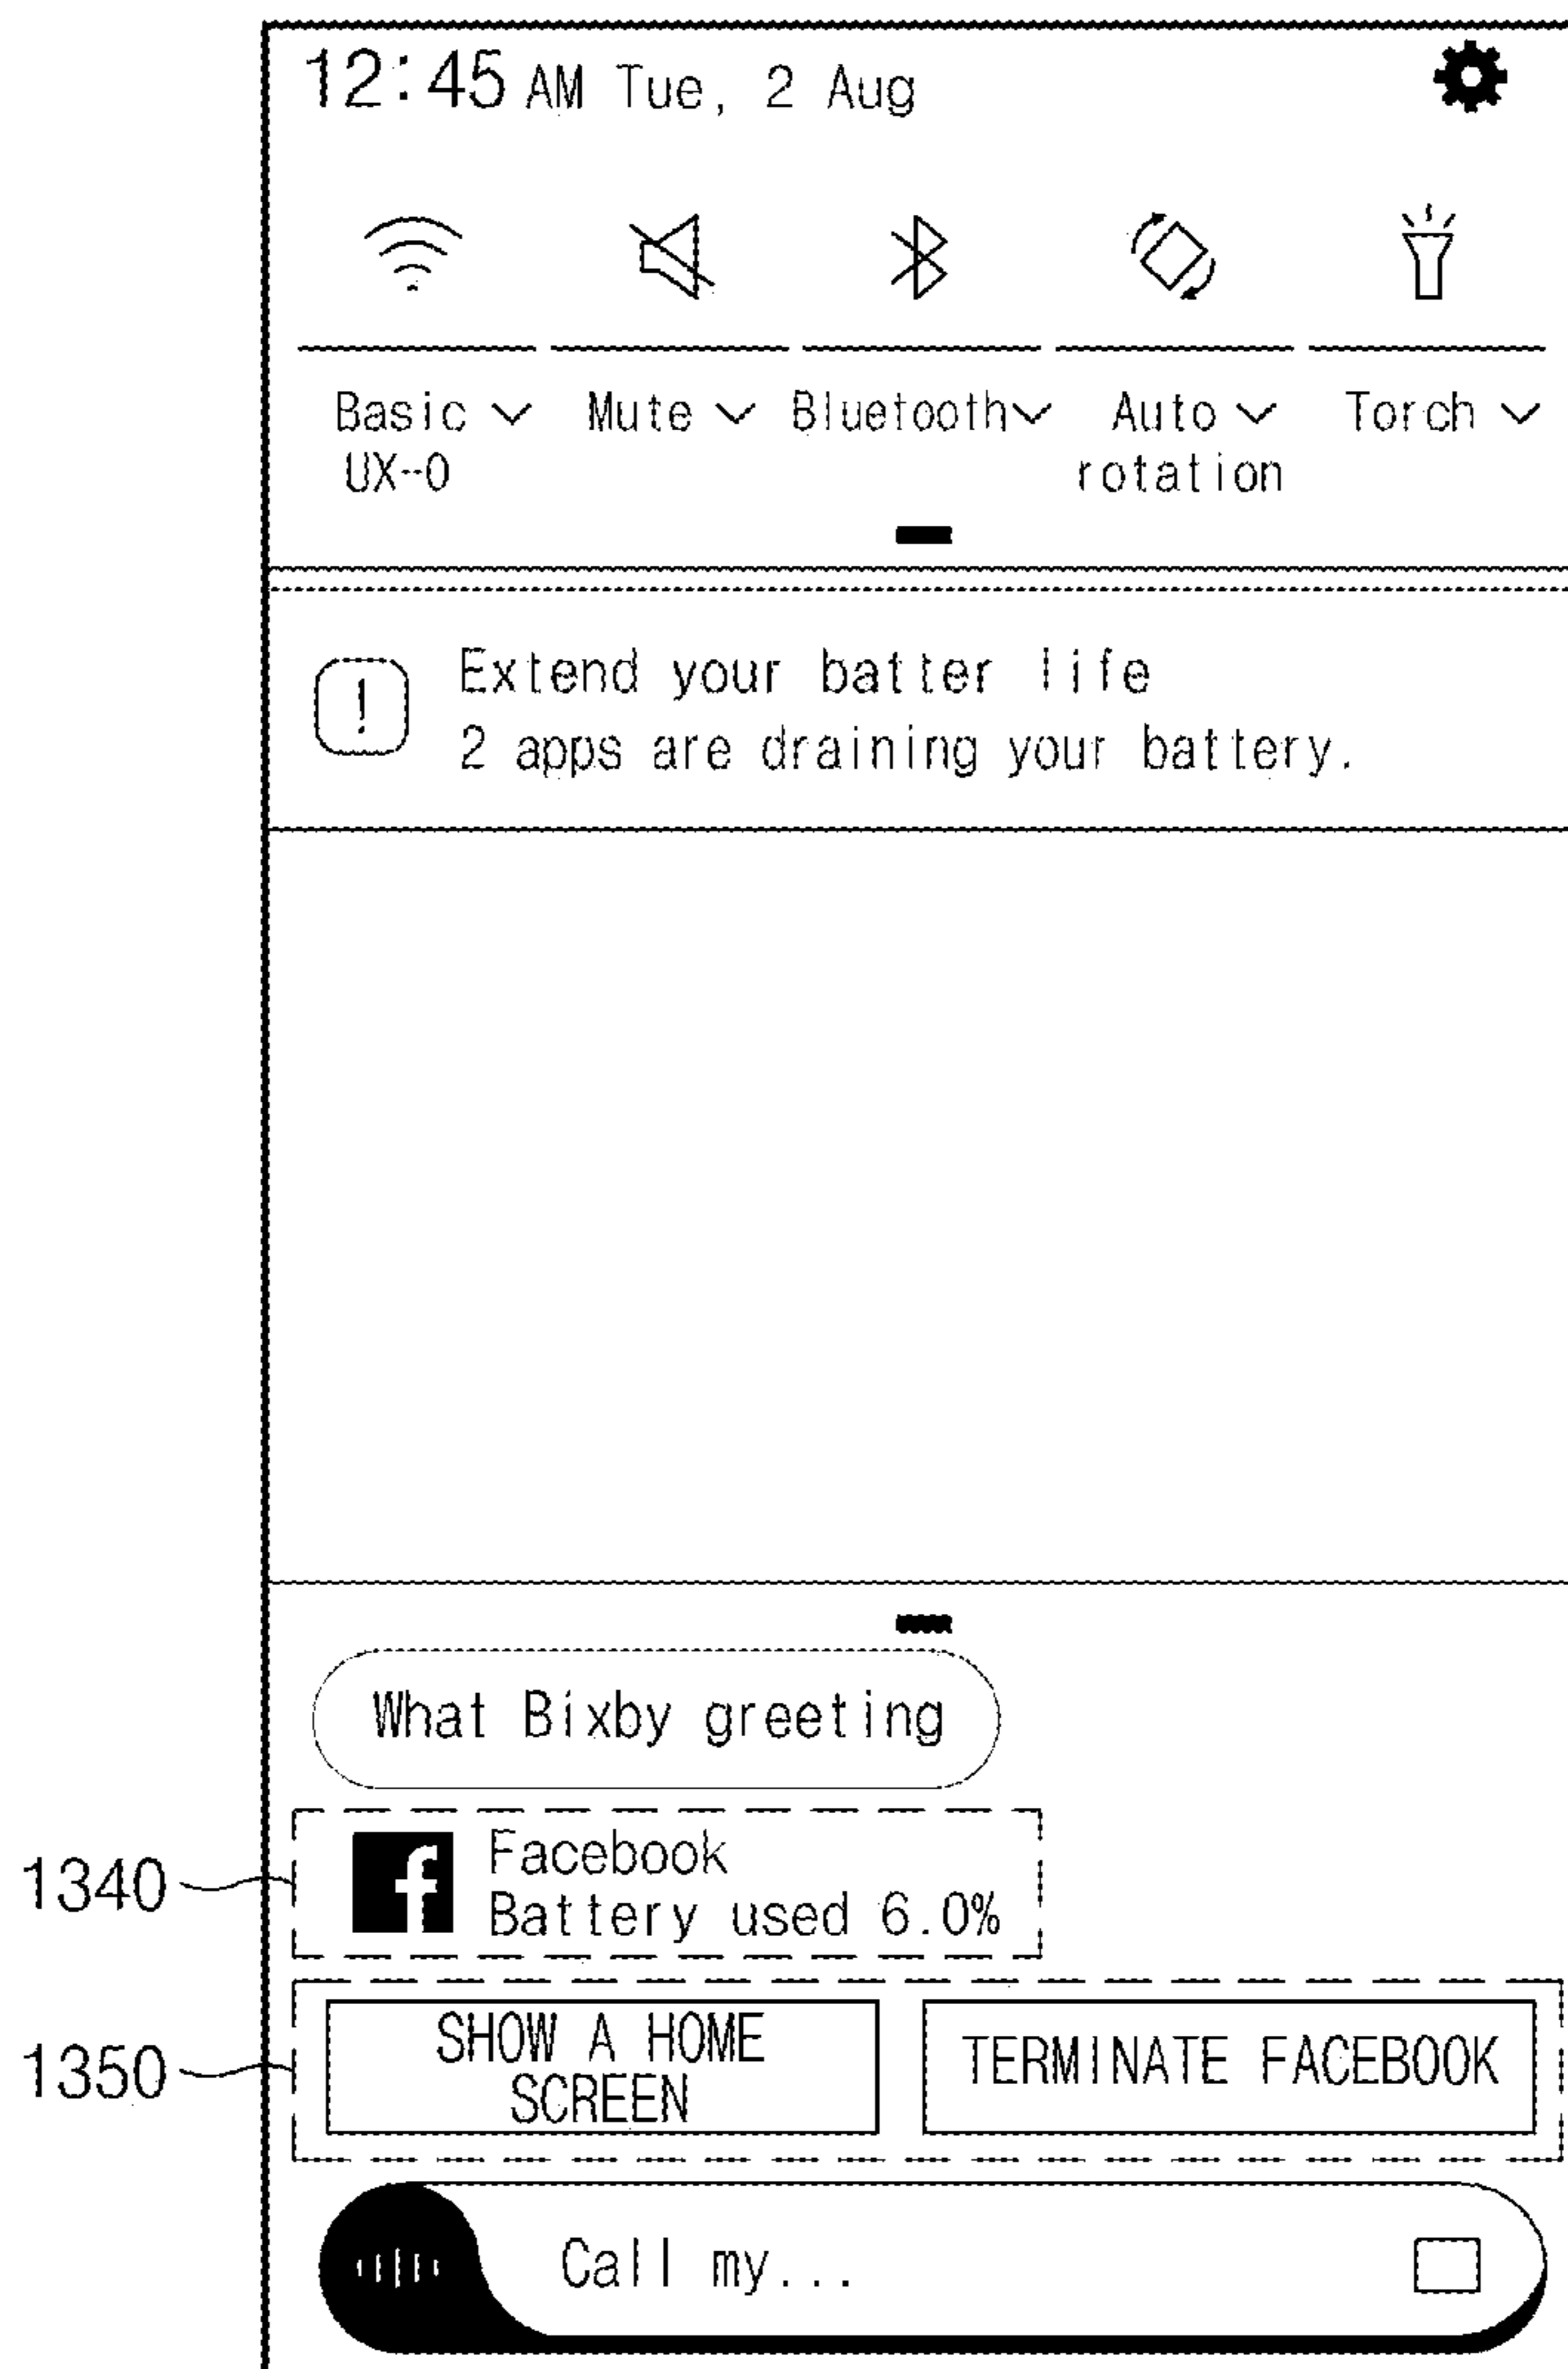 12:45 AM Tue, 2 Aug
Basic Mute Bluetooth Auto Torch
UX-0 rotation
Extend your batter life
2 apps are draining your battery.
What Bixby greeting
Facebook
1340 Battery used 6.0%
SHOW A HOME
SCREEN
TERMINATE FACEBOOK
1350
Call my...